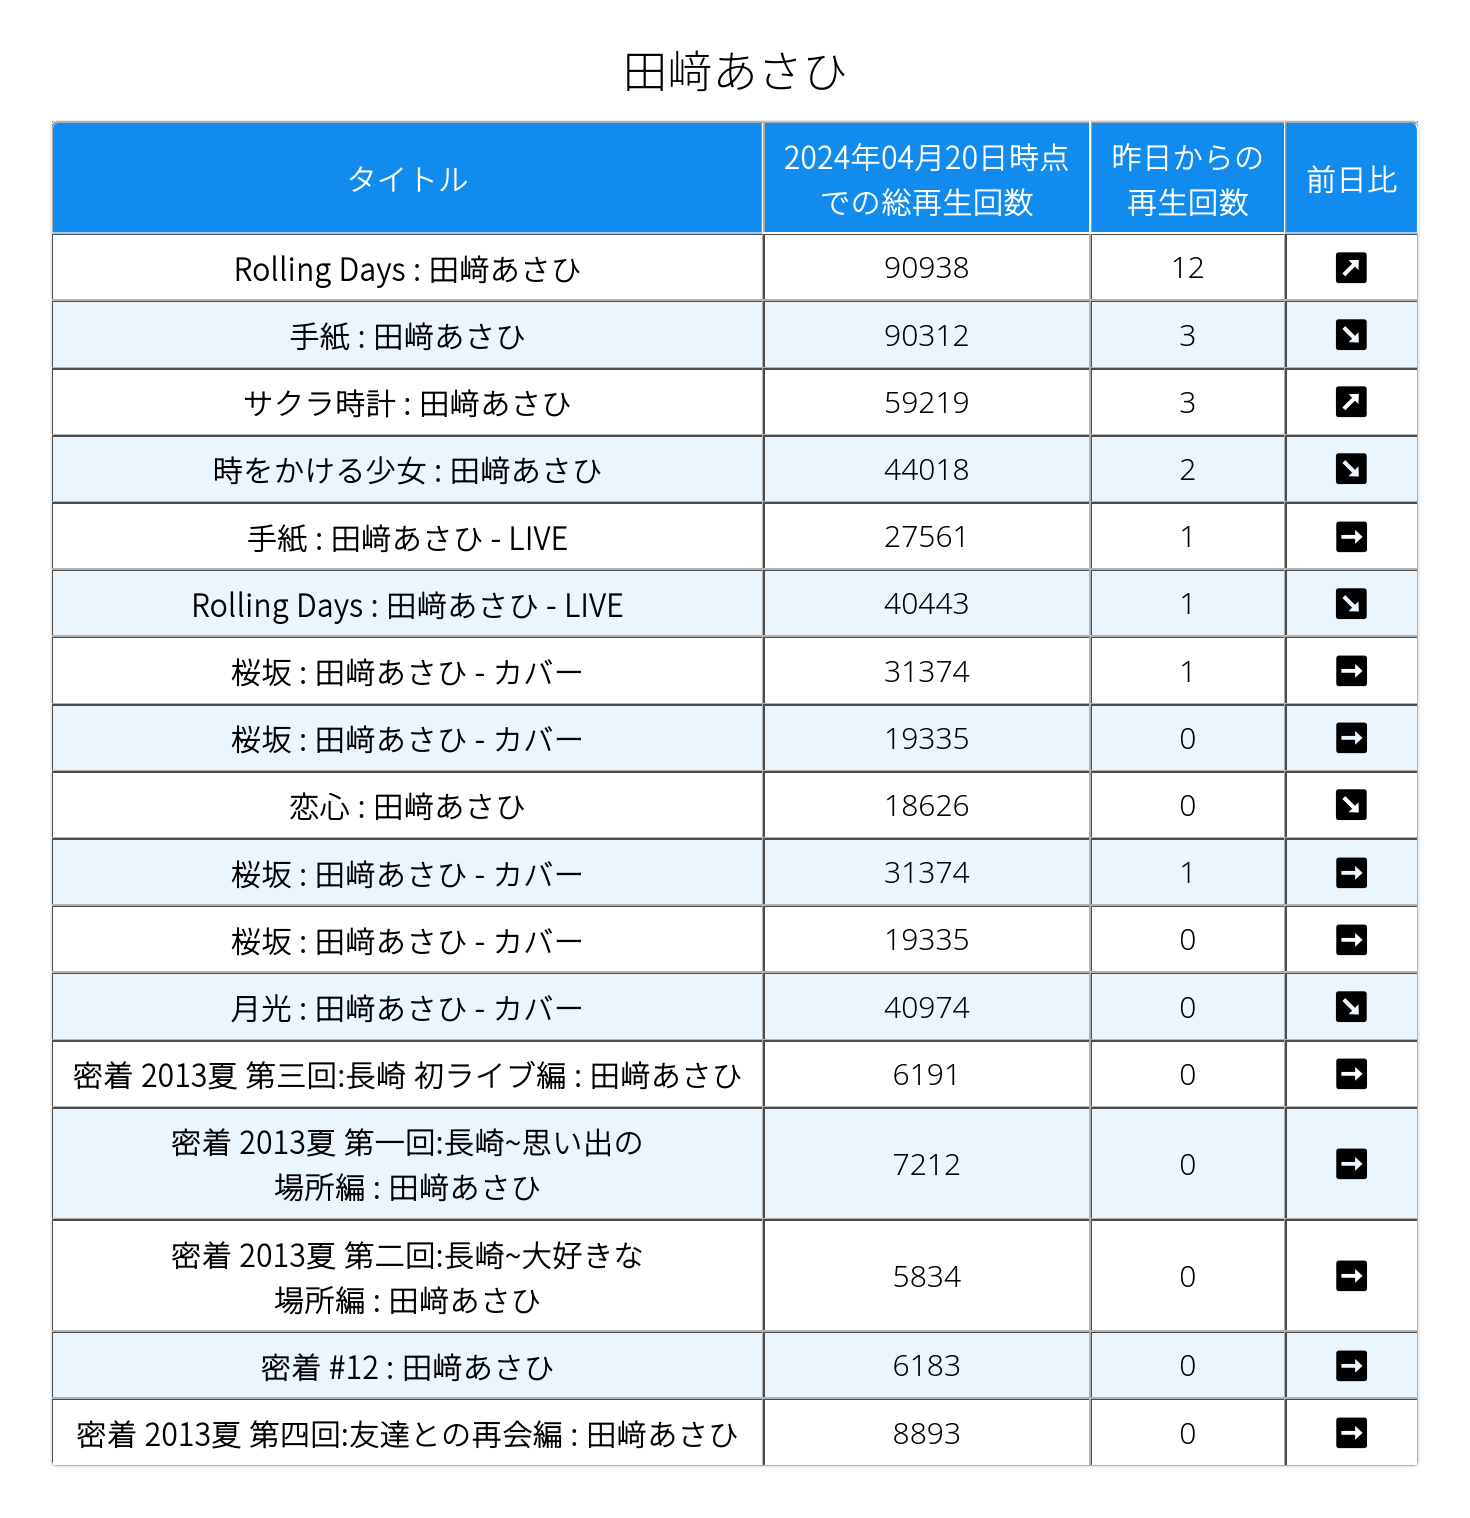 田﨑あさひ
タイトル
2024年04月20日時点
での総再生回数
昨日からの
再生回数
前日比
Rolling Days : 田﨑あさひ 90938 12 ↗
手紙 : 田﨑あさひ 90312 3 ↘
サクラ時計 : 田﨑あさひ 59219 3 ↗
時をかける少女 : 田﨑あさひ 44018 2 ↘
手紙 : 田﨑あさひ - LIVE 27561 1 →
Rolling Days : 田﨑あさひ - LIVE 40443 1 ↘
桜坂 : 田﨑あさひ - カバー 31374 1 →
桜坂 : 田﨑あさひ - カバー 19335 0 →
恋心 : 田﨑あさひ 18626 0 ↘
桜坂 : 田﨑あさひ - カバー 31374 1 →
桜坂 : 田﨑あさひ - カバー 19335 0 →
月光 : 田﨑あさひ - カバー 40974 0 ↘
密着 2013夏 第三回:長崎 初ライブ編 : 田﨑あさひ 6191 0 →
密着 2013夏 第一回:長崎~思い出の
場所編 : 田﨑あさひ 7212 0 →
密着 2013夏 第二回:長崎~大好きな
場所編 : 田﨑あさひ 5834 0 →
密着 #12 : 田﨑あさひ 6183 0 →
密着 2013夏 第四回:友達との再会編 : 田﨑あさひ 8893 0 →